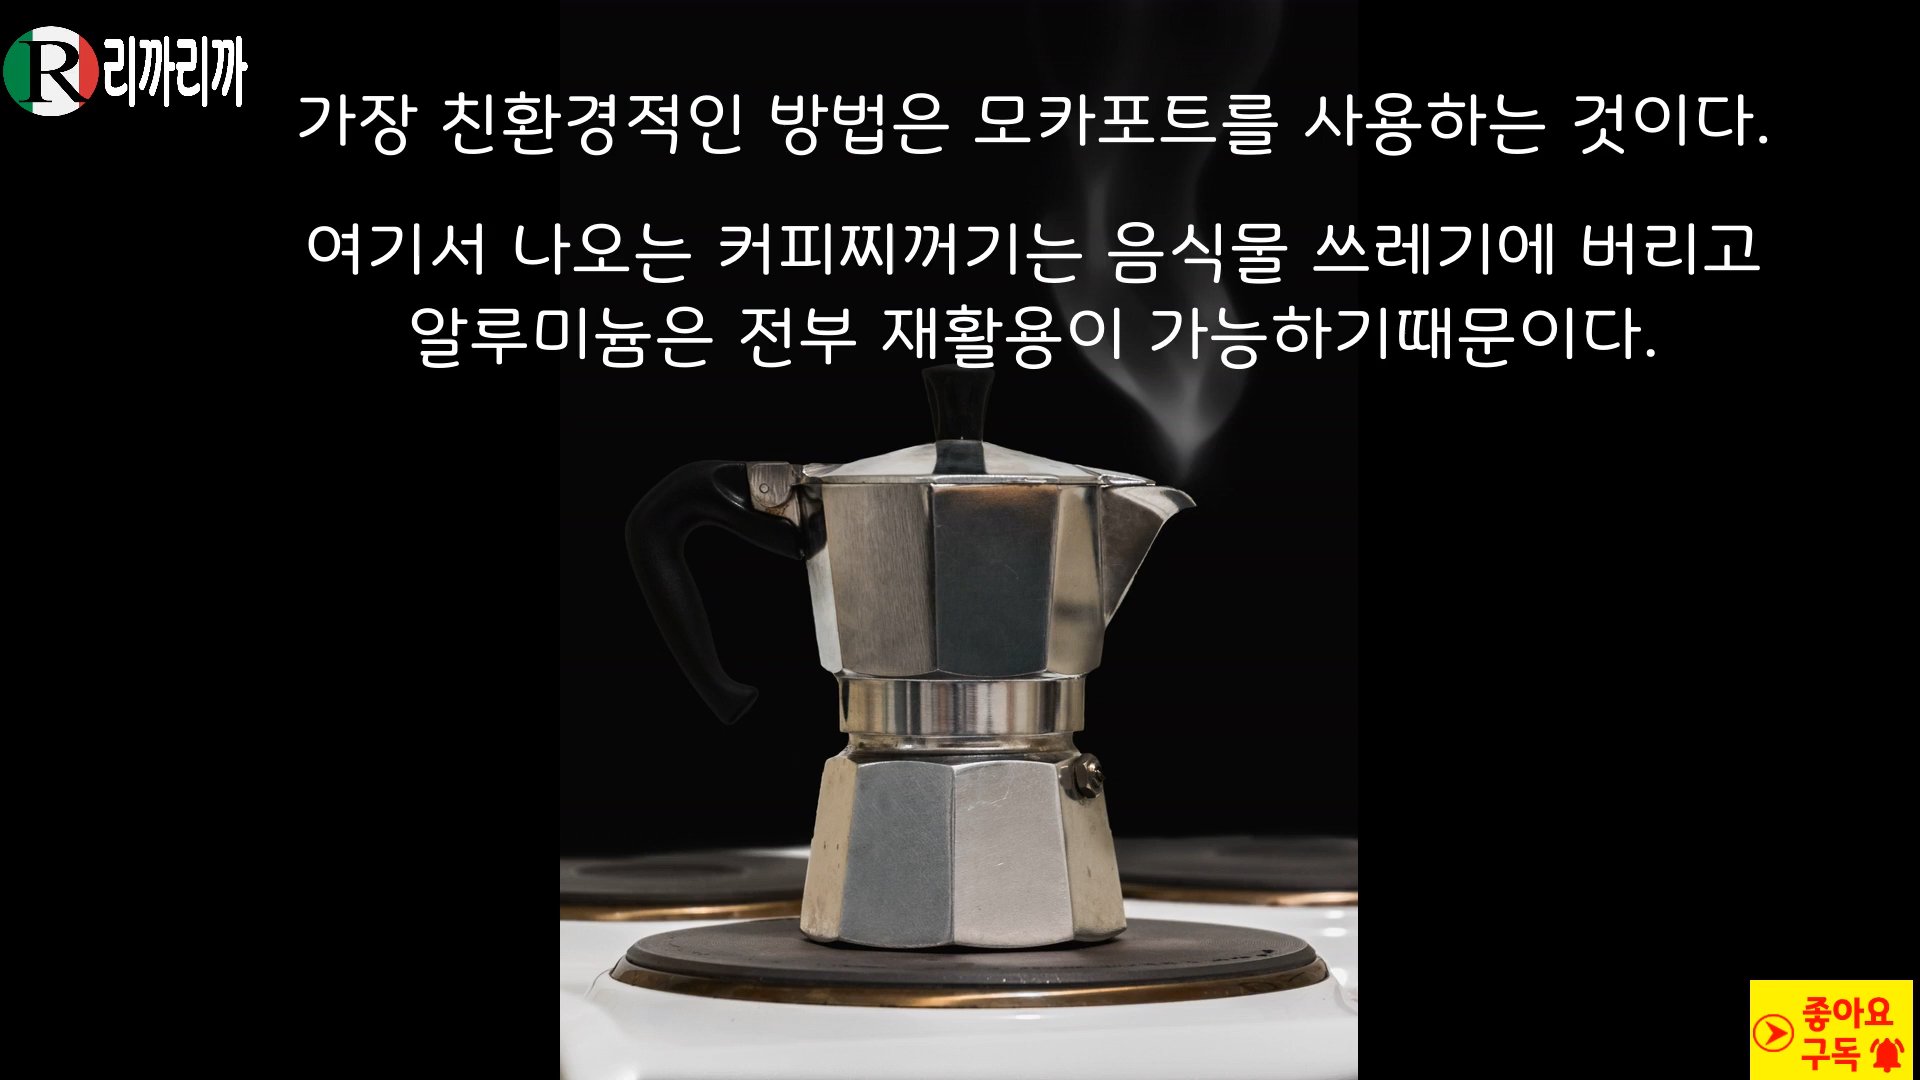 R 리까리까
가장 친환경적인 방법은 모카포트를 사용하는 것이다.
여기서 나오는 커피찌꺼기는 음식물 쓰레기에 버리고
알루미늄은 전부 재활용이 가능하기때문이다.
좋아요
구독